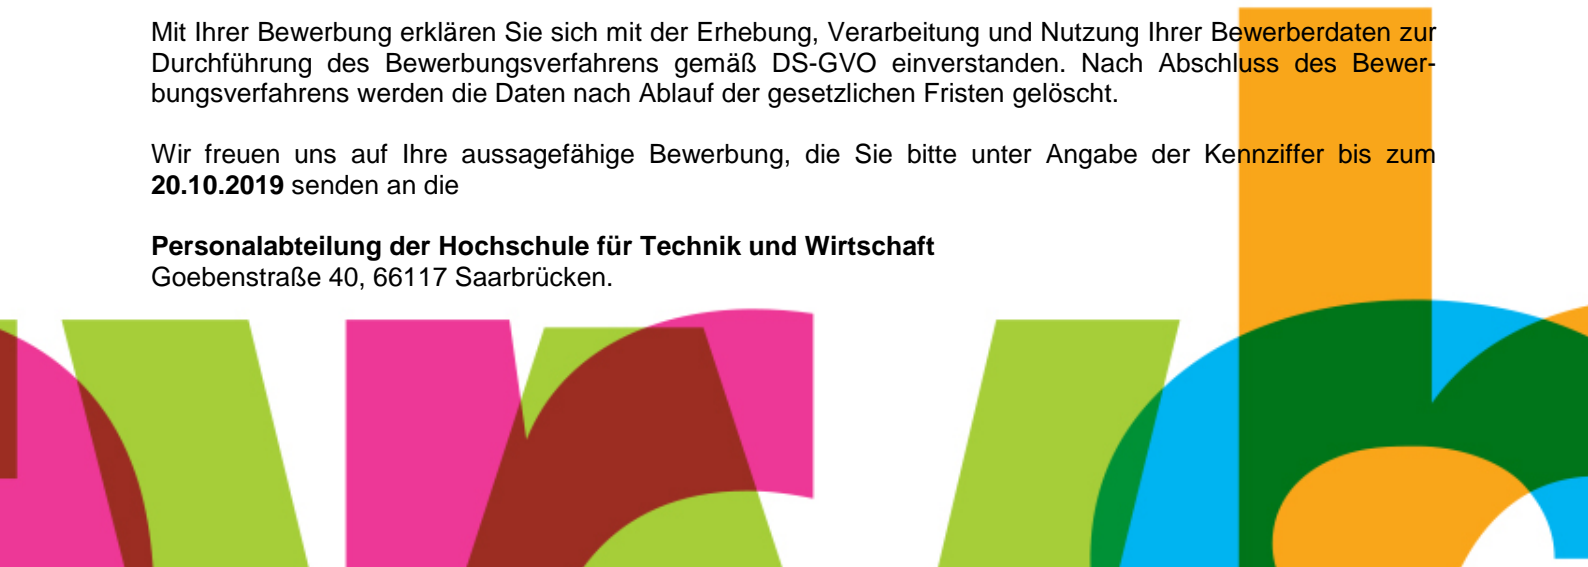 Mit Ihrer Bewerbung erklären Sie sich mit der Erhebung, Verarbeitung und Nutzung Ihrer Bewerberdaten zur
Durchführung des Bewerbungsverfahrens gemäß DS-GVO einverstanden. Nach Abschluss des Bewer-
bungsverfahrens werden die Daten nach Ablauf der gesetzlichen Fristen gelöscht.
Wir freuen uns auf Ihre aussagefähige Bewerbung, die Sie bitte unter Angabe der Kennziffer bis zum
20.10.2019 senden an die
Personalabteilung der Hochschule für Technik und Wirtschaft
Goebenstraße 40, 66117 Saarbrücken.